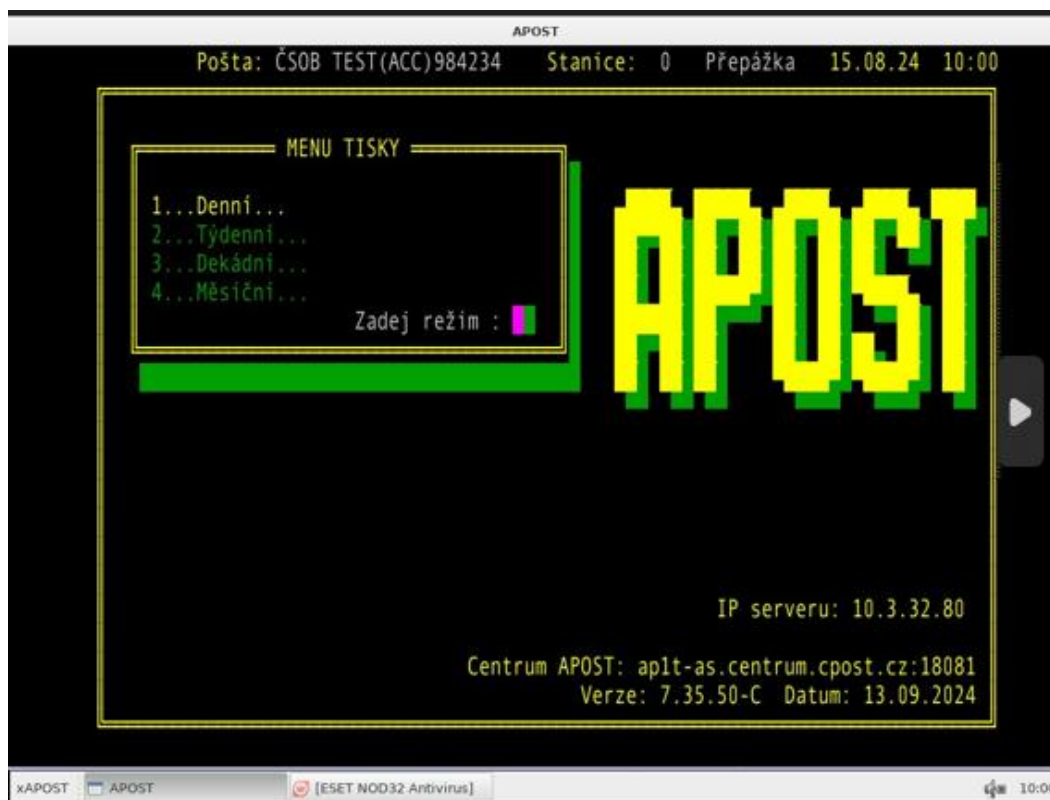 APOST
Pošta: ČSOB TEST(ACC)984234 Stanice: 0 Přepážka 15.08.24 10:00
MENU TISKY
1...Denní...
2...Týdenní...
3...Dekádní...
4...Měsíční...
Zadej režim :
APOST
IP serveru: 10.3.32.80
Centrum APOST: ap1t-as.centrum.cpost.cz:18081
Verze: 7.35.50-C Datum: 13.09.2024
xAPOST APOST [ESET NOD32 Antivirus]